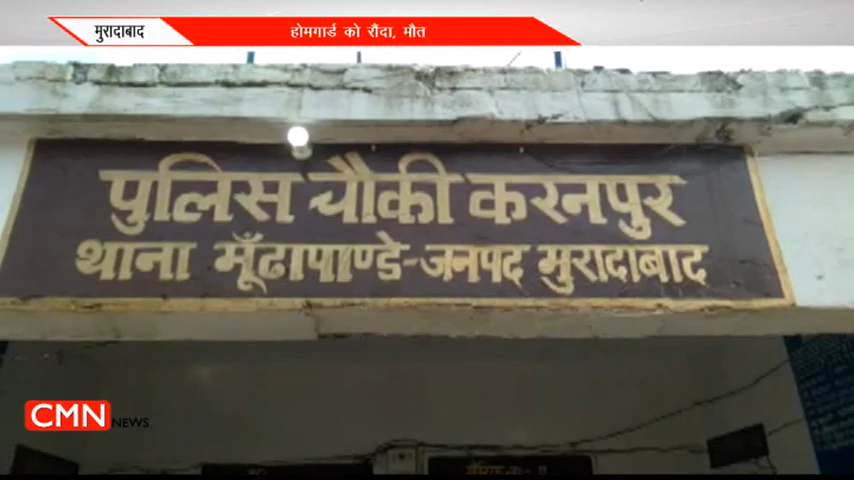 मुरादाबाद
होमगार्ड को रौंदा, मौत
पुलिस चौकी करनपुर
थाना मूँढापाण्डे-जनपद मुरादाबाद
CMN NEWS